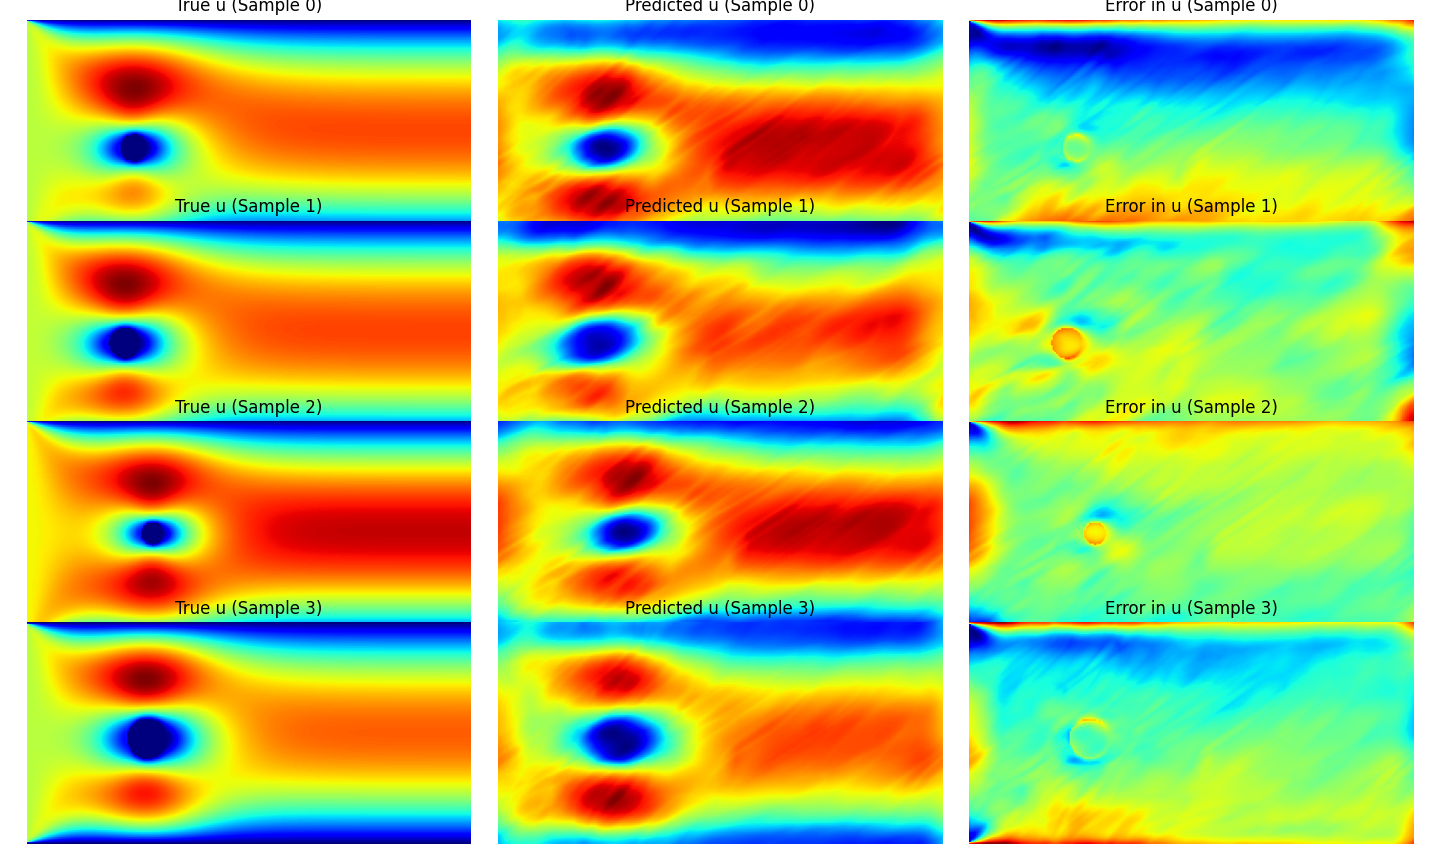 True u (Sample 0)
Predicted u (Sample 0)
Error in u (Sample 0)
True u (Sample 1)
Predicted u (Sample 1)
Error in u (Sample 1)
True u (Sample 2)
Predicted u (Sample 2)
Error in u (Sample 2)
True u (Sample 3)
Predicted u (Sample 3)
Error in u (Sample 3)